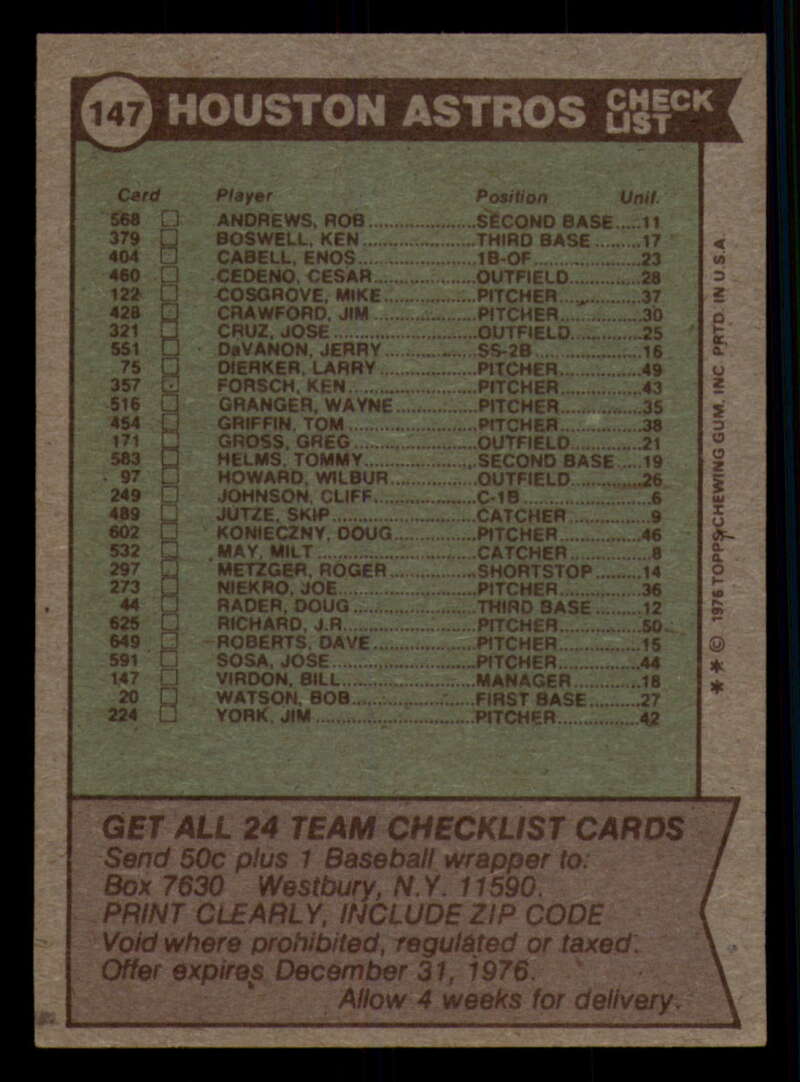 147 HOUSTON ASTROS CHECK LIST
Card Player Position Unif.
568 ANDREWS, ROB....................SECOND BASE.....11
379 BOSWELL, KEN....................THIRD BASE.........17
404 CABELL, ENOS....................1B-OF....................23
460 CEDENO, CESAR..................OUTFIELD.............28
122 COSGROVE, MIKE................PITCHER...............37
428 CRAWFORD, JIM..................PITCHER...............30
321 CRUZ, JOSE........................OUTFIELD.............25
551 DaVANON, JERRY................SS-2B...................16
75 DIERKER, LARRY.................PITCHER...............49
357 FORSCH, KEN......................PITCHER...............43
516 GRANGER, WAYNE..............PITCHER...............35
454 GRIFFIN, TOM......................PITCHER...............38
171 GROSS, GREG.....................OUTFIELD.............21
583 HELMS, TOMMY....................SECOND BASE.....19
97 HOWARD, WILBUR...............OUTFIELD.............26
249 JOHNSON, CLIFF..................C-1B.......................6
489 JUTZE, SKIP........................CATCHER...............9
602 KONIECZNY, DOUG..............PITCHER...............46
532 MAY, MILT...........................CATCHER...............8
297 METZGER, ROGER...............SHORTSTOP.........14
273 NIEKRO, JOE.......................PITCHER...............36
44 RADER, DOUG.....................THIRD BASE.........12
625 RICHARD, J.R......................PITCHER...............50
649 ROBERTS, DAVE..................PITCHER...............15
591 SOSA, JOSE........................PITCHER...............44
147 VIRDON, BILL.......................MANAGER............18
20 WATSON, BOB.....................FIRST BASE..........27
224 YORK, JIM...........................PITCHER...............42
** © 1976 TOPPS CHEWING GUM, INC. PRTD. IN U.S.A.
GET ALL 24 TEAM CHECKLIST CARDS
Send 50c plus 1 Baseball wrapper to:
Box 7630 Westbury, N.Y. 11590.
PRINT CLEARLY, INCLUDE ZIP CODE
Void where prohibited, regulated or taxed.
Offer expires December 31, 1976.
Allow 4 weeks for delivery.